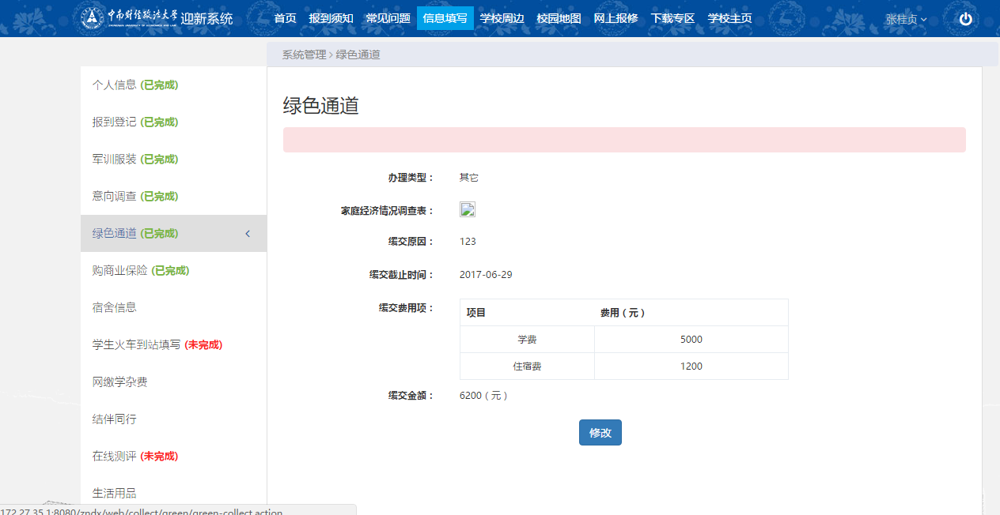 中南财经政法大学 迎新系统 首页 报到须知 常见问题 信息填写 学校周边 校园地图 网上报修 下载专区 学校主页 张桂贞
ZHONGNAN UNIVERSITY OF ECONOMICS AND LAW
系统管理 > 绿色通道
个人信息 (已完成)
报到登记 (已完成)
军训服装 (已完成)
意向调查 (已完成)
绿色通道 (已完成)
购商业保险 (已完成)
宿舍信息
学生火车到站填写 (未完成)
网缴学杂费
结伴同行
在线测评 (未完成)
生活用品
绿色通道
办理类型： 其它
家庭经济情况调查表：
缓交原因： 123
缓交截止时间： 2017-06-29
缓交费用项：
项目 费用（元）
学费 5000
住宿费 1200
缓交金额： 6200（元）
修改
172.27.35.1:8080/zndx/web/collect/green/green-collect.action